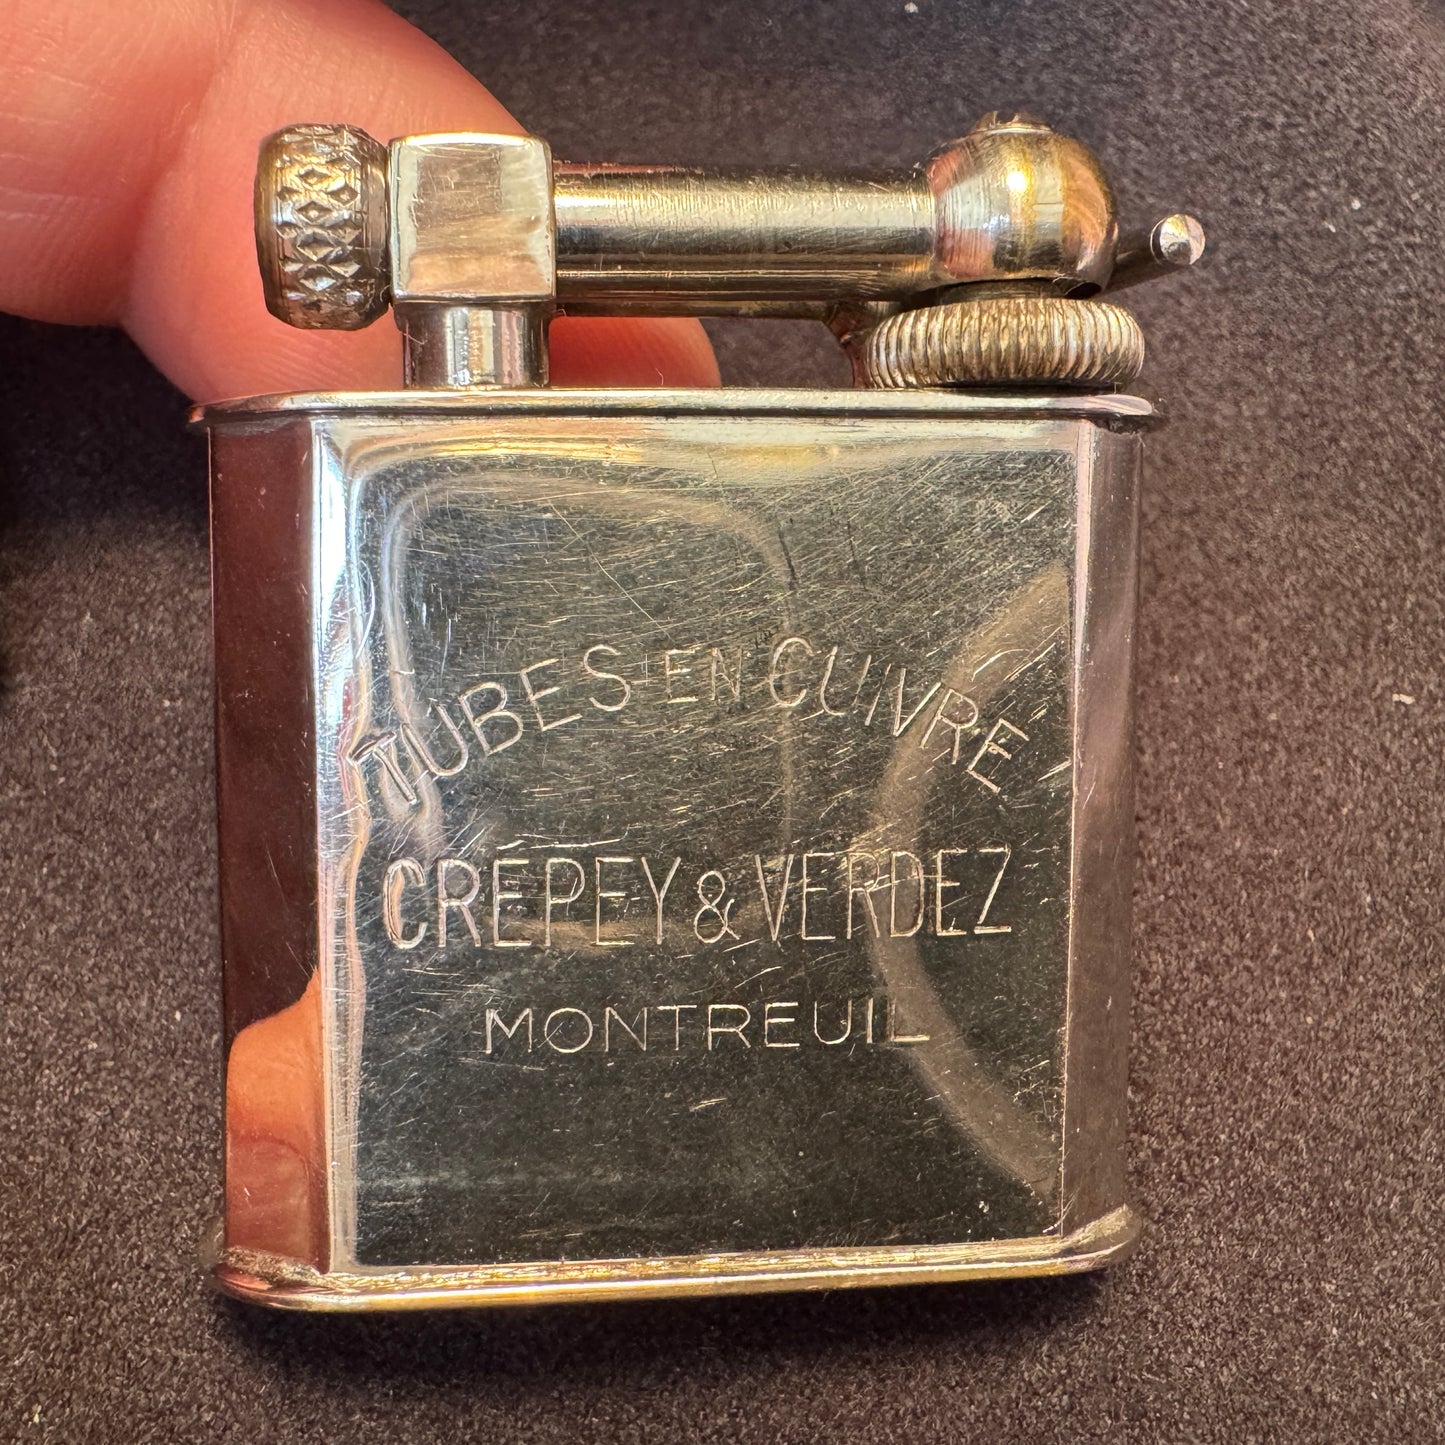 TUBES EN CUIVRE
CRÉPEY & VERDEZ
MONTREUIL